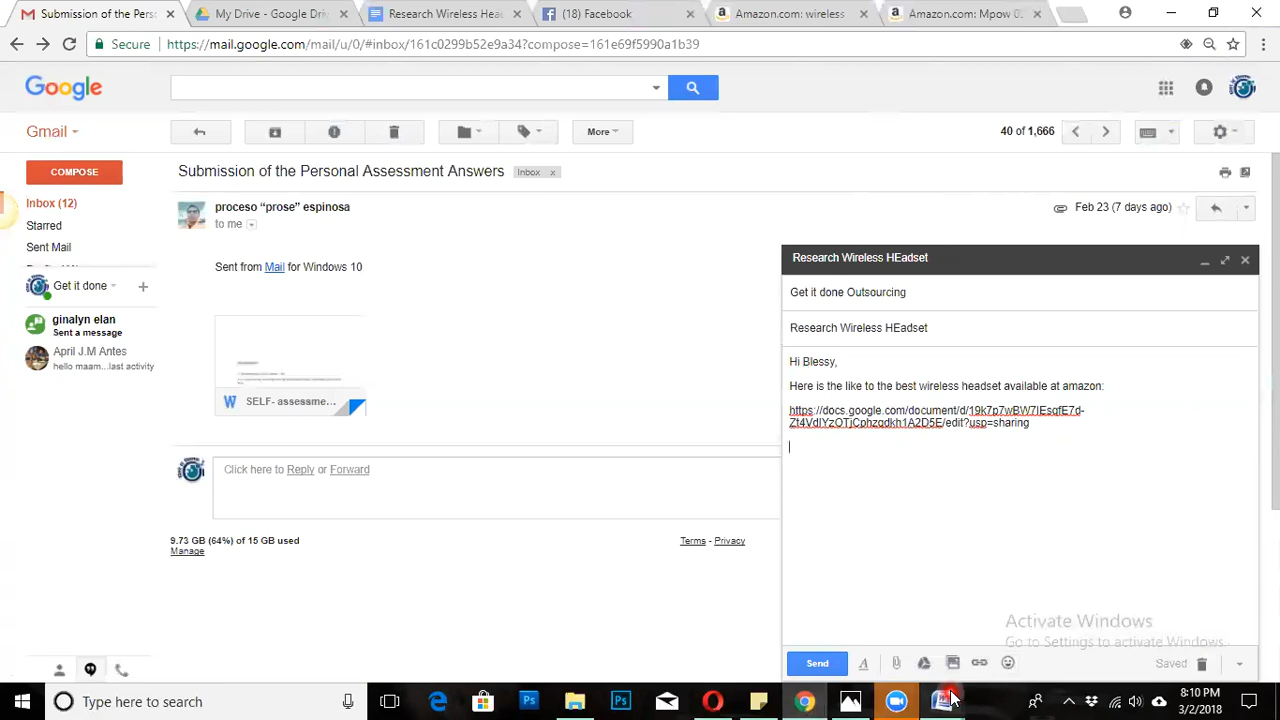 Submission of the Perso
My Drive - Google Driv
Research Wireless Hea
(18) Facebook
Amazon.com: wireless
Amazon.com: Mpow 0
Secure
https://mail.google.com/mail/u/0/#inbox/161c0299b52e9a34?compose=161e69f5990a1b39
Google
Gmail
More
40 of 1,666
COMPOSE
Submission of the Personal Assessment Answers
Inbox x
Inbox (12)
Starred
Sent Mail
proceso “prose” espinosa
to me
Feb 23 (7 days ago)
Sent from Mail for Windows 10
Get it done
ginalyn elan
Sent a message
April J.M Antes
hello maam...last activity
W SELF- assessme...
Click here to Reply or Forward
9.73 GB (64%) of 15 GB used
Manage
Terms - Privacy
Research Wireless HEadset
Get it done Outsourcing
Research Wireless HEadset
Hi Blessy,
Here is the like to the best wireless headset available at amazon:
https://docs.google.com/document/d/19k7p7wBW7IEsqfE7d-
Zt4VdIYzOTjCphzqdkh1A2D5E/edit?usp=sharing
Activate Windows
Go to Settings to activate Windows.
Send
Saved
Type here to search
8:10 PM
3/2/2018